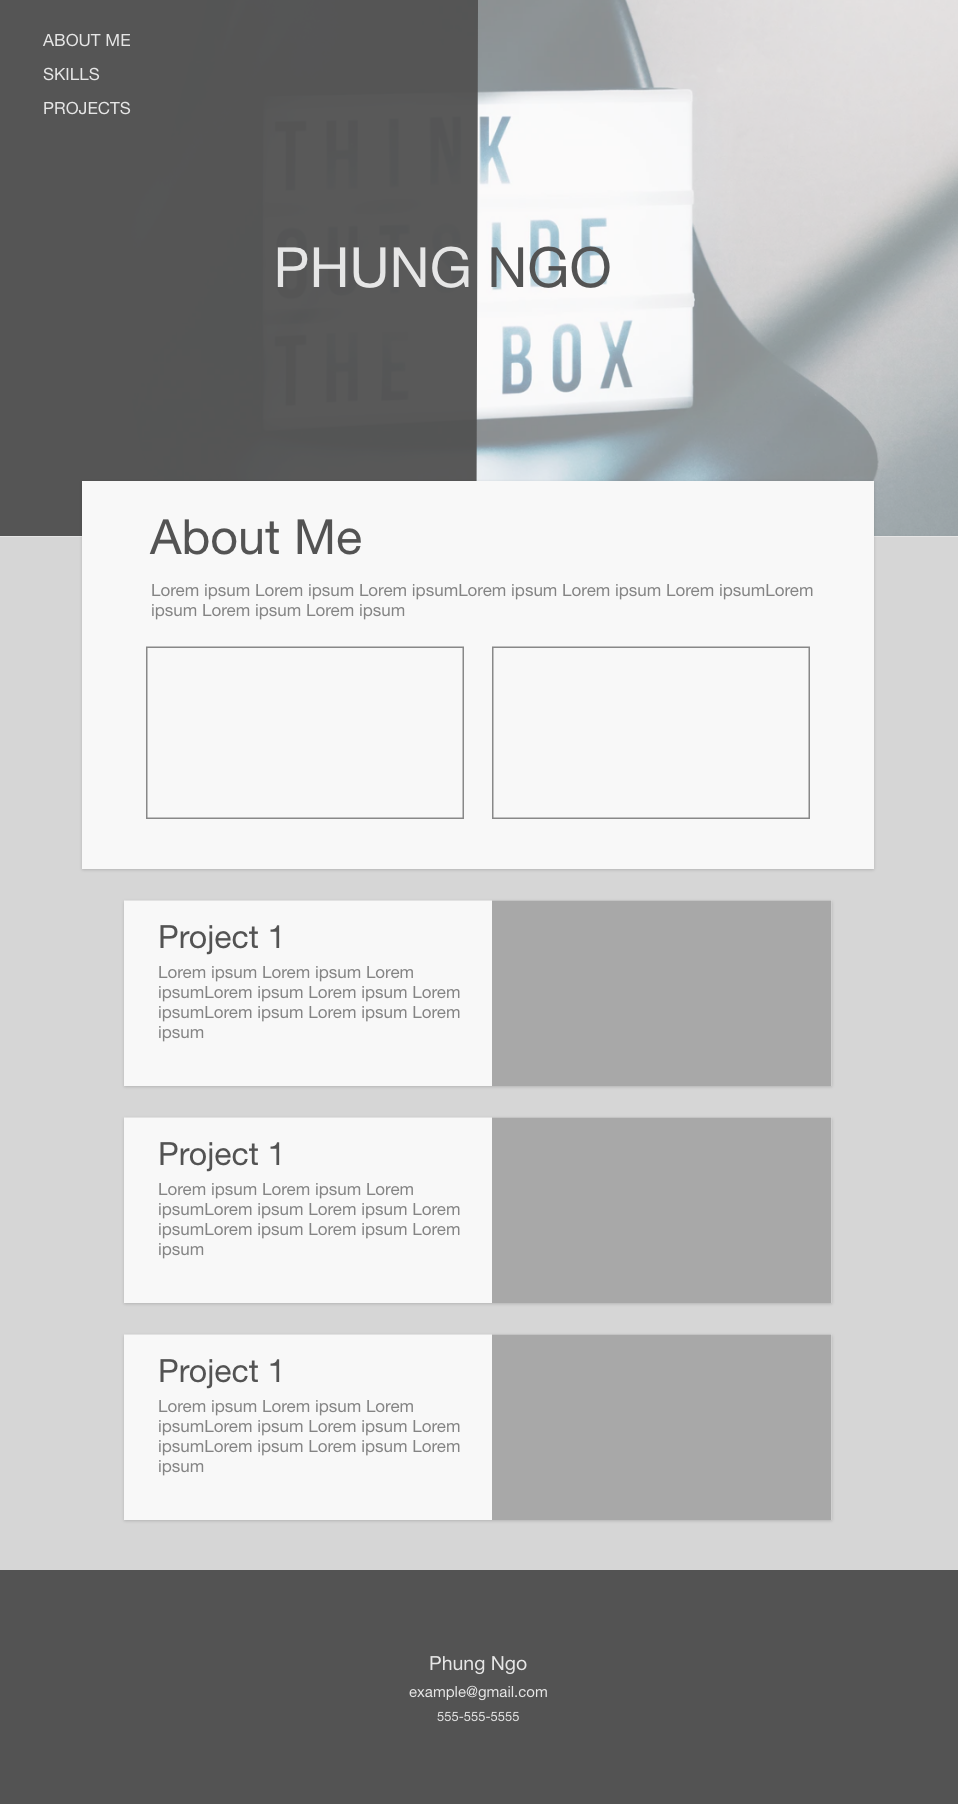 ABOUT ME
SKILLS
PROJECTS
THINK
OUTSIDE
PHUNG NGO
THE BOX
About Me
Lorem ipsum Lorem ipsum Lorem ipsumLorem ipsum Lorem ipsum Lorem ipsumLorem
ipsum Lorem ipsum Lorem ipsum
Project 1
Lorem ipsum Lorem ipsum Lorem
ipsumLorem ipsum Lorem ipsum Lorem
ipsumLorem ipsum Lorem ipsum Lorem
ipsum
Project 1
Lorem ipsum Lorem ipsum Lorem
ipsumLorem ipsum Lorem ipsum Lorem
ipsumLorem ipsum Lorem ipsum Lorem
ipsum
Project 1
Lorem ipsum Lorem ipsum Lorem
ipsumLorem ipsum Lorem ipsum Lorem
ipsumLorem ipsum Lorem ipsum Lorem
ipsum
Phung Ngo
example@gmail.com
555-555-5555